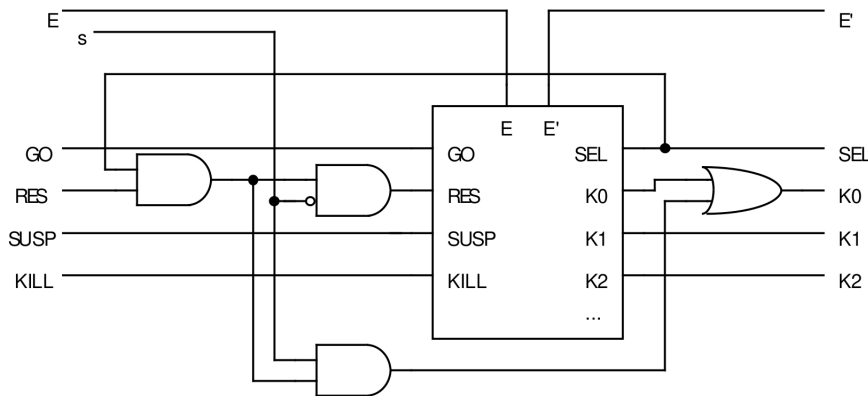 E E'
s
E E'
GO GO SEL SEL
RES RES K0 K0
SUSP SUSP K1 K1
KILL KILL K2 K2
...